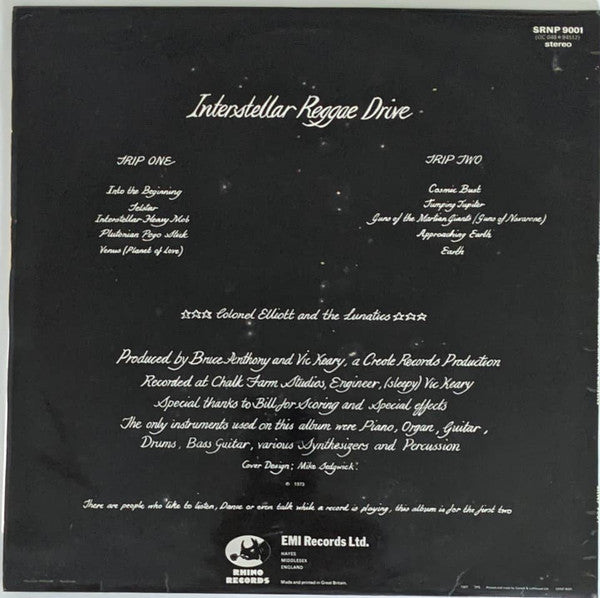 SRNP 9001
stereo
Interstellar Reggae Drive
TRIP ONE
Into the Beginning
Telstar
Interstellar Heavy Mob
Plutonian Pogo Stick
Venus (Planet of Love)
TRIP TWO
Cosmic Bust
Jumping Jupiter
Guns of the Martian Giants (Guns of Navarone)
Approaching Earth
Earth
☆☆☆ Colonel Elliott and the Lunatics ☆☆☆
Produced by Bruce Anthony and Vic Keary, a Creole Records Production
Recorded at Chalk Farm Studios, Engineer, (sleepy) Vic Keary
Special thanks to Bill for Scoring and Special effects
The only instruments used on this album were Piano, Organ, Guitar,
Drums, Bass Guitar, various Synthesizers and Percussion
Cover Design; Mike Sedgwick.
© 1973
There are people who like to listen, Dance or even talk while a record is playing, this album is for the first two
RHINO
RECORDS
EMI Records Ltd.
HAYES
MIDDLESEX
ENGLAND
Made and printed in Great Britain.
SRNP 9001